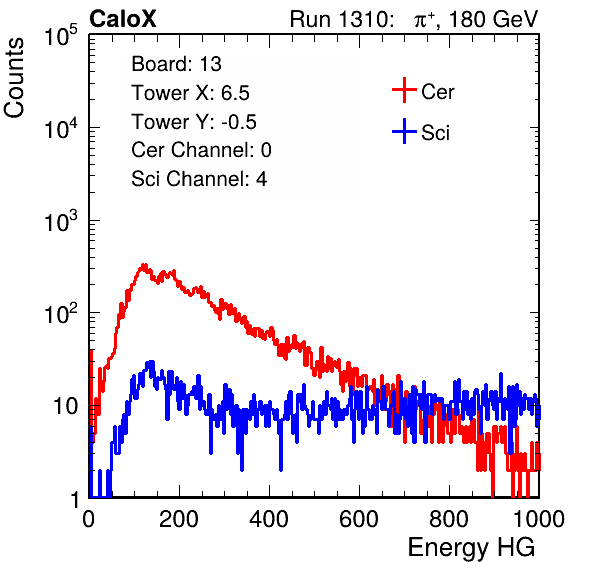 CaloX Run 1310: π⁺, 180 GeV
Counts
10⁵
10⁴
10³
10²
10
1
Board: 13
Tower X: 6.5
Tower Y: -0.5
Cer Channel: 0
Sci Channel: 4
Cer
Sci
0 200 400 600 800 1000
Energy HG